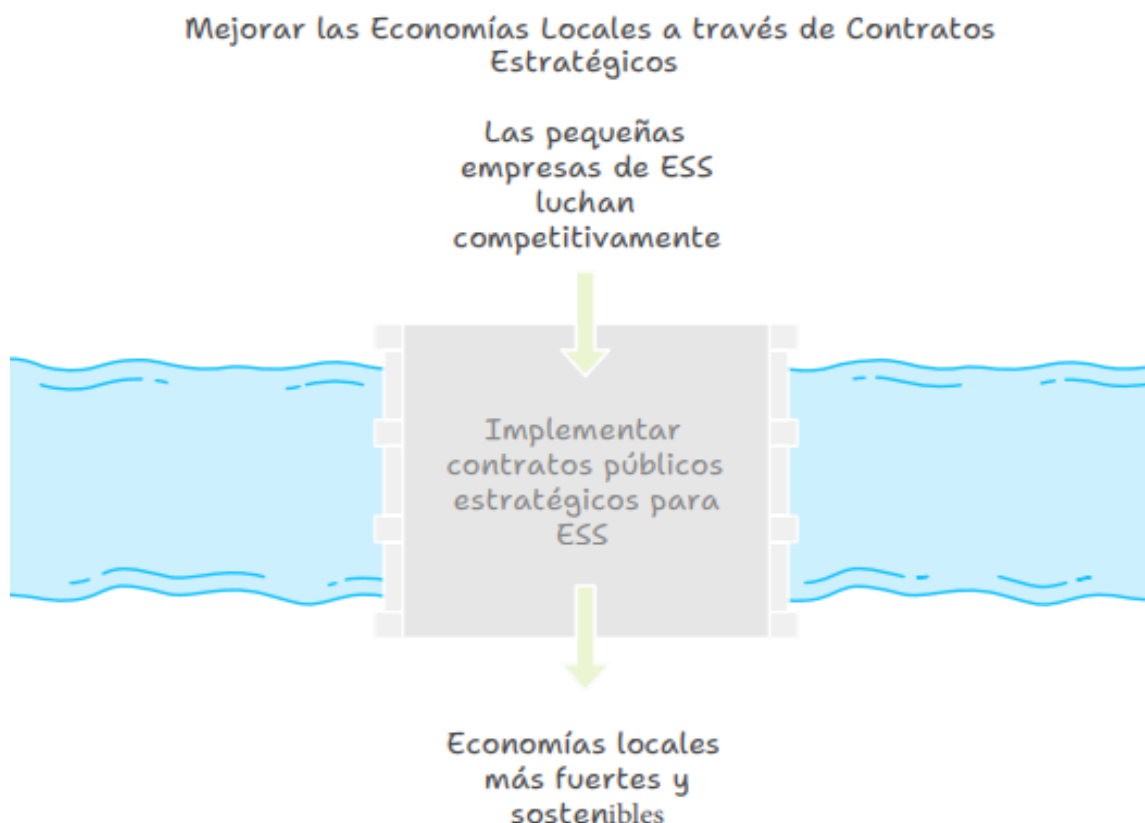 Mejorar las Economías Locales a través de Contratos
Estratégicos
Las pequeñas
empresas de ESS
luchan
competitivamente
Implementar
contratos públicos
estratégicos para
ESS
Economías locales
más fuertes y
sostenibles